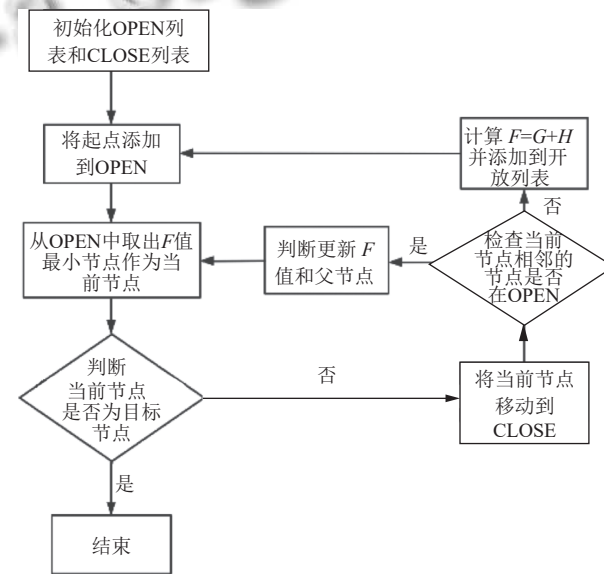 初始化OPEN列
表和CLOSE列表
将起点添加
到OPEN
计算 F=G+H
并添加到开
放列表
否
从OPEN中取出F值
最小节点作为当
前节点
判断更新 F
值和父节点
是
检查当前
节点相邻的
节点是否
在OPEN
判断
当前节点
是否为目标
节点
否
将当前节点
移动到
CLOSE
是
结束